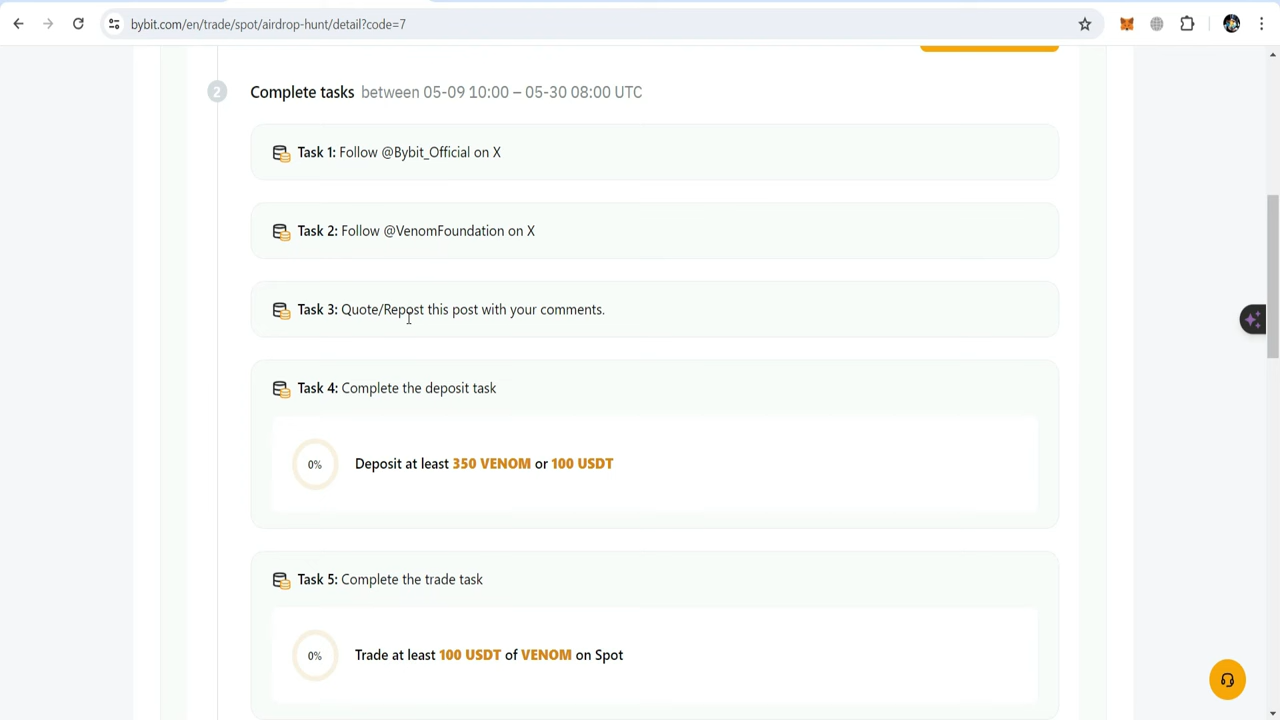 bybit.com/en/trade/spot/airdrop-hunt/detail?code=7
2
Complete tasks between 05-09 10:00 – 05-30 08:00 UTC
Task 1: Follow @Bybit_Official on X
Task 2: Follow @VenomFoundation on X
Task 3: Quote/Repost this post with your comments.
Task 4: Complete the deposit task
0%
Deposit at least 350 VENOM or 100 USDT
Task 5: Complete the trade task
0%
Trade at least 100 USDT of VENOM on Spot